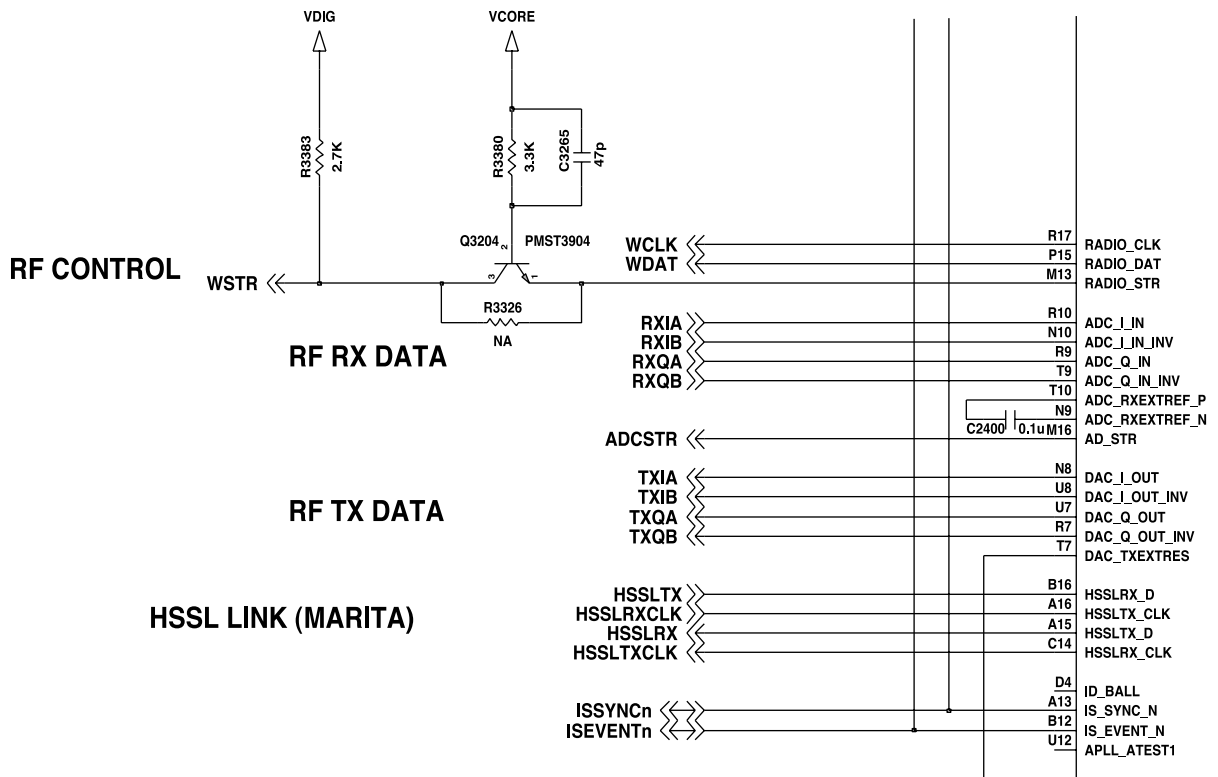 VDIG
VCORE
R3383
2.7K
R3380
3.3K
C3265
47p
Q3204
2
PMST3904
3
1
RF CONTROL
WSTR
R3326
NA
WCLK
R17
RADIO_CLK
WDAT
P15
RADIO_DAT
M13
RADIO_STR
RF RX DATA
RXIA
R10
ADC_I_IN
RXIB
N10
ADC_I_IN_INV
RXQA
R9
ADC_Q_IN
RXQB
T9
ADC_Q_IN_INV
T10
ADC_RXEXTREF_P
N9
ADC_RXEXTREF_N
C2400
0.1u
ADCSTR
M16
AD_STR
RF TX DATA
TXIA
N8
DAC_I_OUT
TXIB
U8
DAC_I_OUT_INV
TXQA
U7
DAC_Q_OUT
TXQB
R7
DAC_Q_OUT_INV
T7
DAC_TXEXTRES
HSSL LINK (MARITA)
HSSLTX
B16
HSSLRX_D
HSSLRXCLK
A16
HSSLTX_CLK
HSSLRX
A15
HSSLTX_D
HSSLTXCLK
C14
HSSLRX_CLK
D4
ID_BALL
ISSYNCn
A13
IS_SYNC_N
ISEVENTn
B12
IS_EVENT_N
U12
APLL_ATEST1